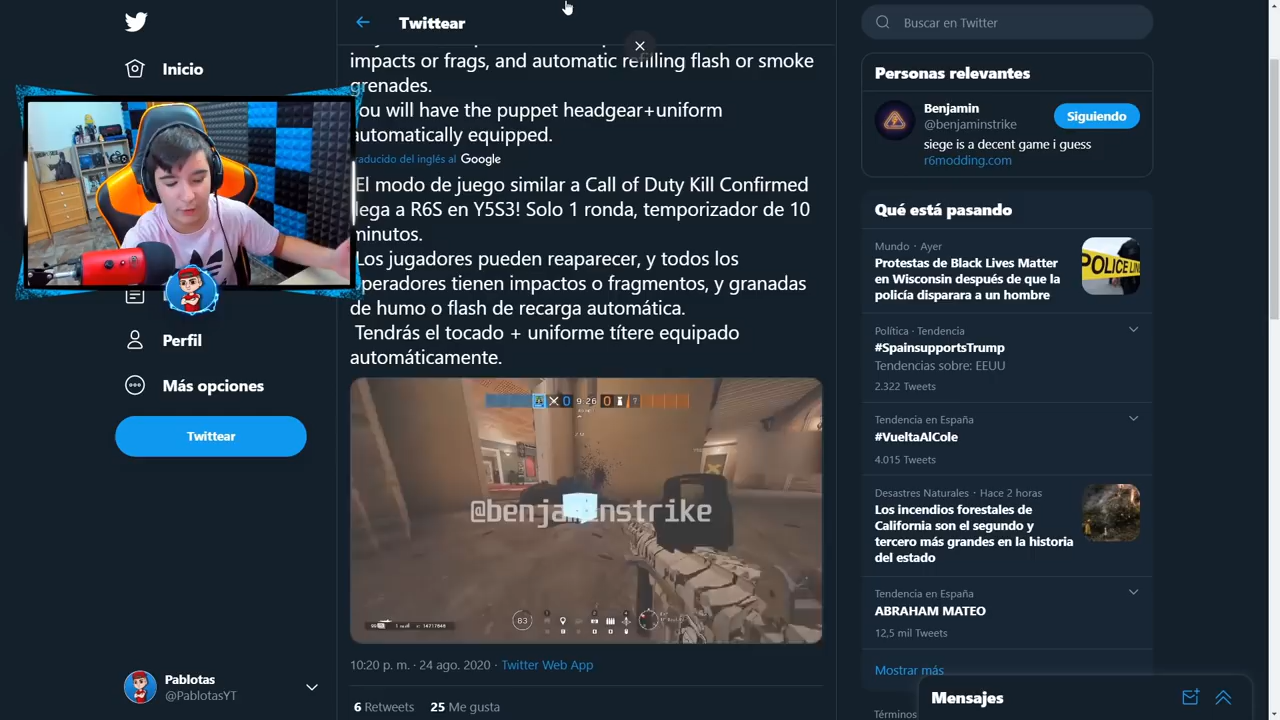 Inicio
Perfil
Más opciones
Twittear
Pablotas
@PablotasYT
Twittear
impacts or frags, and automatic refilling flash or smoke
grenades.
You will have the puppet headgear+uniform
automatically equipped.
Traducido del inglés al Google
El modo de juego similar a Call of Duty Kill Confirmed
llega a R6S en Y5S3! Solo 1 ronda, temporizador de 10
minutos.
Los jugadores pueden reaparecer, y todos los
operadores tienen impactos o fragmentos, y granadas
de humo o flash de recarga automática.
Tendrás el tocado + uniforme títere equipado
automáticamente.
0 9:26 0 ?
@benjaminstrike
83
10:20 p. m. · 24 ago. 2020 · Twitter Web App
6 Retweets 25 Me gusta
Buscar en Twitter
Personas relevantes
Benjamin
@benjaminstrike
Siguiendo
siege is a decent game i guess
r6modding.com
Qué está pasando
Mundo · Ayer
Protestas de Black Lives Matter
en Wisconsin después de que la
policía disparara a un hombre
POLICE LINE
Política · Tendencia
#SpainsupportsTrump
Tendencias sobre: EEUU
2.322 Tweets
Tendencia en España
#VueltaAlCole
4.015 Tweets
Desastres Naturales · Hace 2 horas
Los incendios forestales de
California son el segundo y
tercero más grandes en la historia
del estado
Tendencia en España
ABRAHAM MATEO
12,5 mil Tweets
Mostrar más
Términos
Mensajes